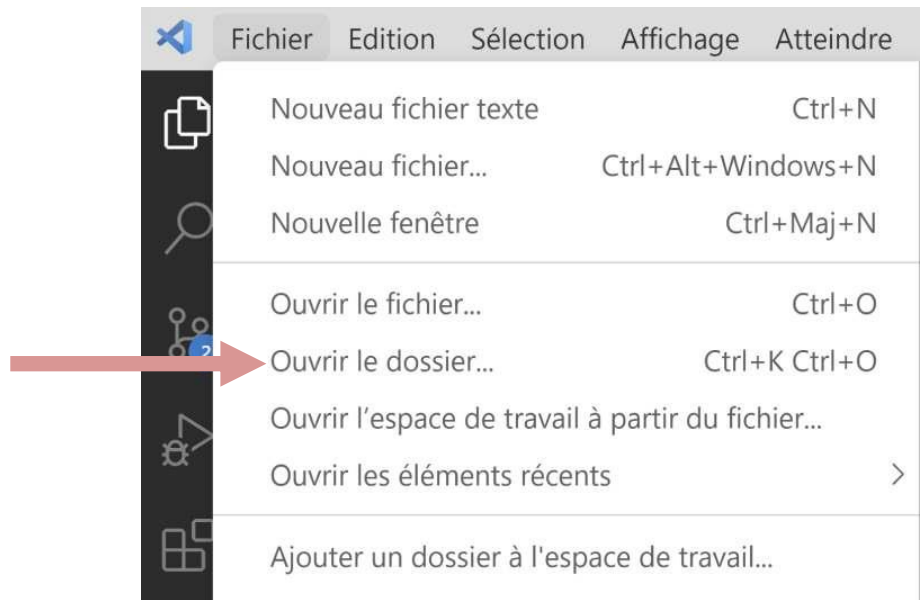 Fichier Edition Sélection Affichage Atteindre
Nouveau fichier texte Ctrl+N
Nouveau fichier... Ctrl+Alt+Windows+N
Nouvelle fenêtre Ctrl+Maj+N
Ouvrir le fichier... Ctrl+O
2
Ouvrir le dossier... Ctrl+K Ctrl+O
Ouvrir l’espace de travail à partir du fichier...
Ouvrir les éléments récents
Ajouter un dossier à l'espace de travail...